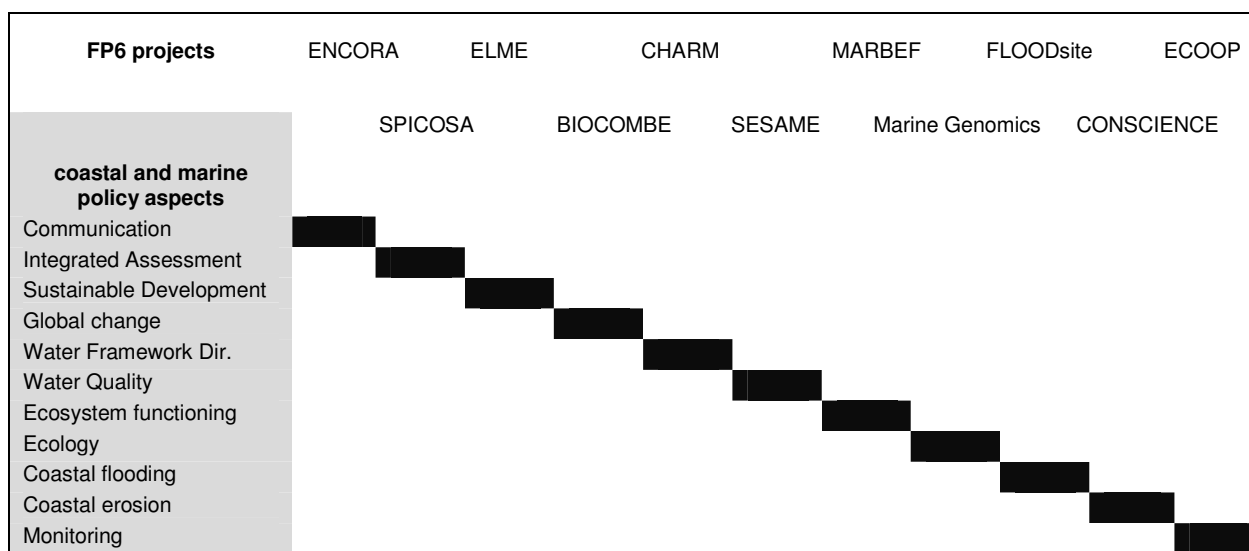 FP6 projects ENCORA ELME CHARM MARBEF FLOODsite ECOOP
SPICOSA BIOCOMBE SESAME Marine Genomics CONSCIENCE
coastal and marine
policy aspects
Communication
Integrated Assessment
Sustainable Development
Global change
Water Framework Dir.
Water Quality
Ecosystem functioning
Ecology
Coastal flooding
Coastal erosion
Monitoring